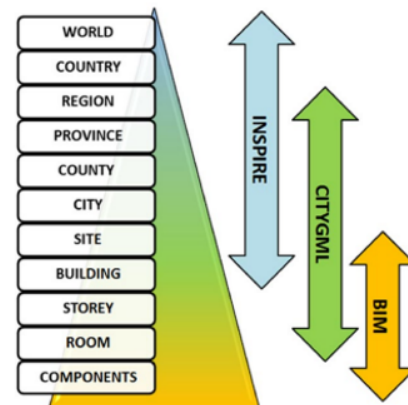 WORLD
COUNTRY
REGION
PROVINCE
COUNTY
CITY
SITE
BUILDING
STOREY
ROOM
COMPONENTS
INSPIRE
CITYGML
BIM